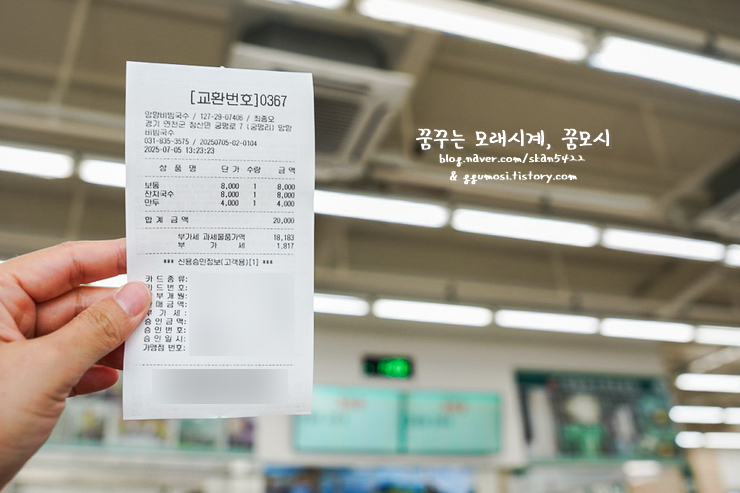 [교환번호]0367
망향비빔국수 / 127-29-07406 / 최종오
경기 연천군 청산면 궁평로 7 (궁평리) 망향
비빔국수
031-835-3575 / 20250705-02-0104
2025-07-05 13:23:23
상 품 명 단 가 수량 금 액
보통 8,000 1 8,000
잔치국수 8,000 1 8,000
만두 4,000 1 4,000
합 계 금 액 20,000
부가세 과세물품가액 18,183
부 가 세 1,817
*** 신용승인정보(고객용)[1] ***
카 드 종 류:
카 드 번 호:
할 부 개 월:
판 매 금 액:
부 가 세 :
승 인 금 액:
승 인 번 호:
승 인 일 시:
가맹점 번호:
꿈꾸는 모래시계, 꿈모시
blog.naver.com/skan5422
& ggumosi.tistory.com